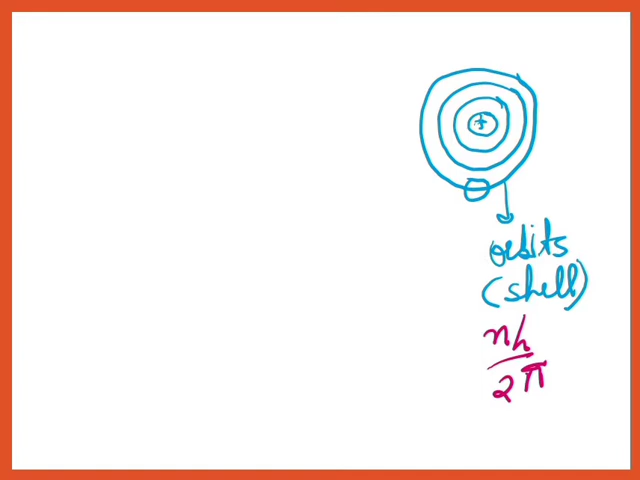 +
orbits
(shell)
nh
2π